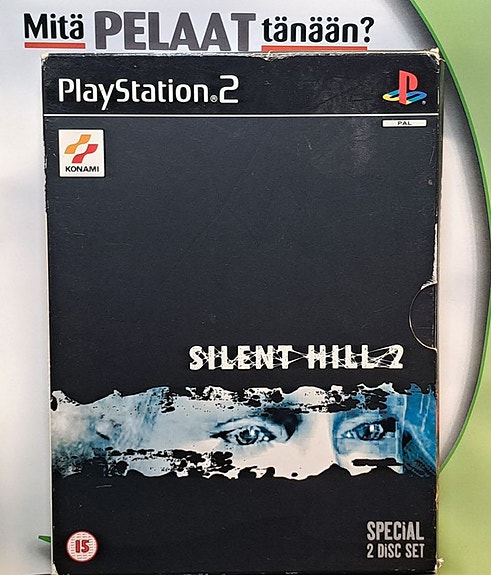 Mitä PELAAT tänään?
PlayStation®2
PAL
KONAMI
SILENT HILL 2
15
SPECIAL
2 DISC SET